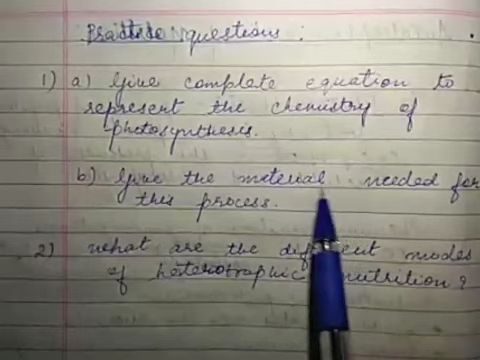 Practice questions :
1) a) Give complete equation to
represent the chemistry of
photosynthesis.
b) Give the material needed for
this process.
2) what are the different modes
of heterotrophic nutrition?